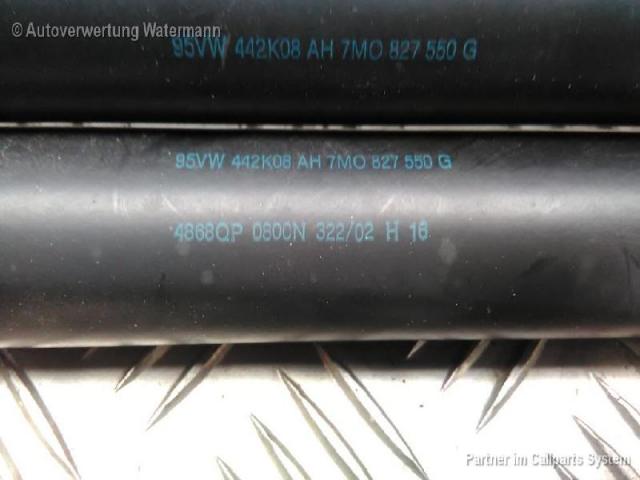 © Autoverwertung Watermann
95VW 442K08 AH 7MO 827 550 G
95VW 442K08 AH 7MO 827 550 G
4868QP 0800N 322/02 H 16
Partner im Callparts System